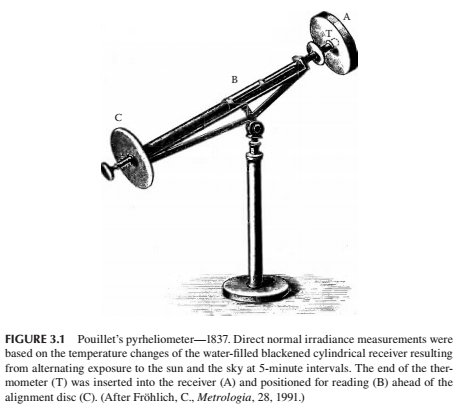 A
T
B
C
FIGURE 3.1 Pouillet's pyrheliometer—1837. Direct normal irradiance measurements were
based on the temperature changes of the water-filled blackened cylindrical receiver resulting
from alternating exposure to the sun and the sky at 5-minute intervals. The end of the ther-
mometer (T) was inserted into the receiver (A) and positioned for reading (B) ahead of the
alignment disc (C). (After Fröhlich, C., Metrologia, 28, 1991.)